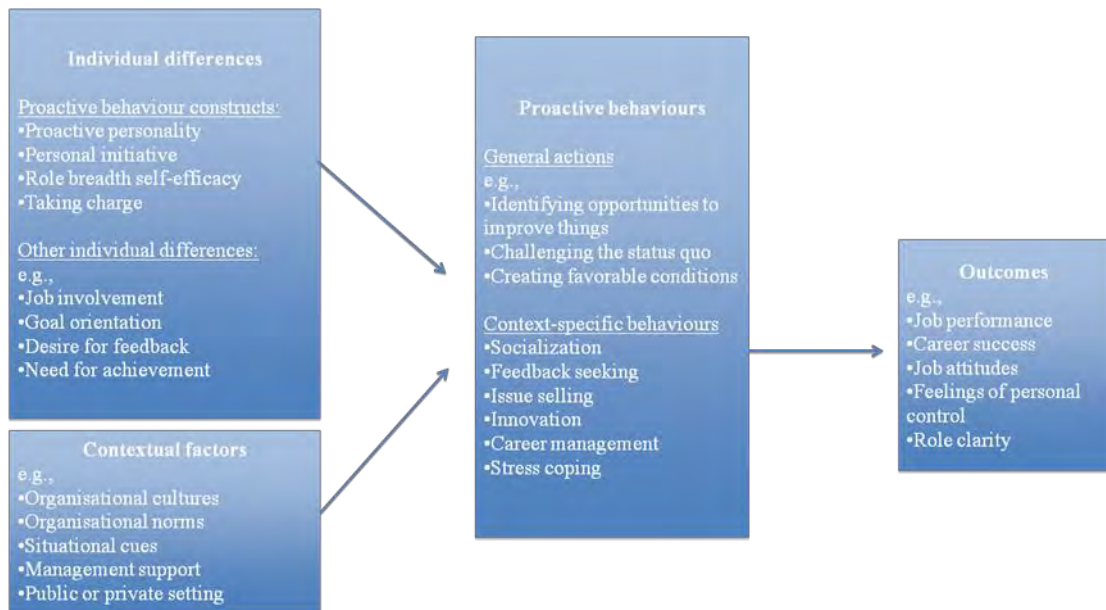 Individual differences
Proactive behaviour constructs:
•Proactive personality
•Personal initiative
•Role breadth self-efficacy
•Taking charge
Other individual differences:
e.g.,
•Job involvement
•Goal orientation
•Desire for feedback
•Need for achievement
Contextual factors
e.g.,
•Organisational cultures
•Organisational norms
•Situational cues
•Management support
•Public or private setting
Proactive behaviours
General actions
e.g.,
•Identifying opportunities to
improve things
•Challenging the status quo
•Creating favorable conditions
Context-specific behaviours
•Socialization
•Feedback seeking
•Issue selling
•Innovation
•Career management
•Stress coping
Outcomes
e.g.,
•Job performance
•Career success
•Job attitudes
•Feelings of personal
control
•Role clarity